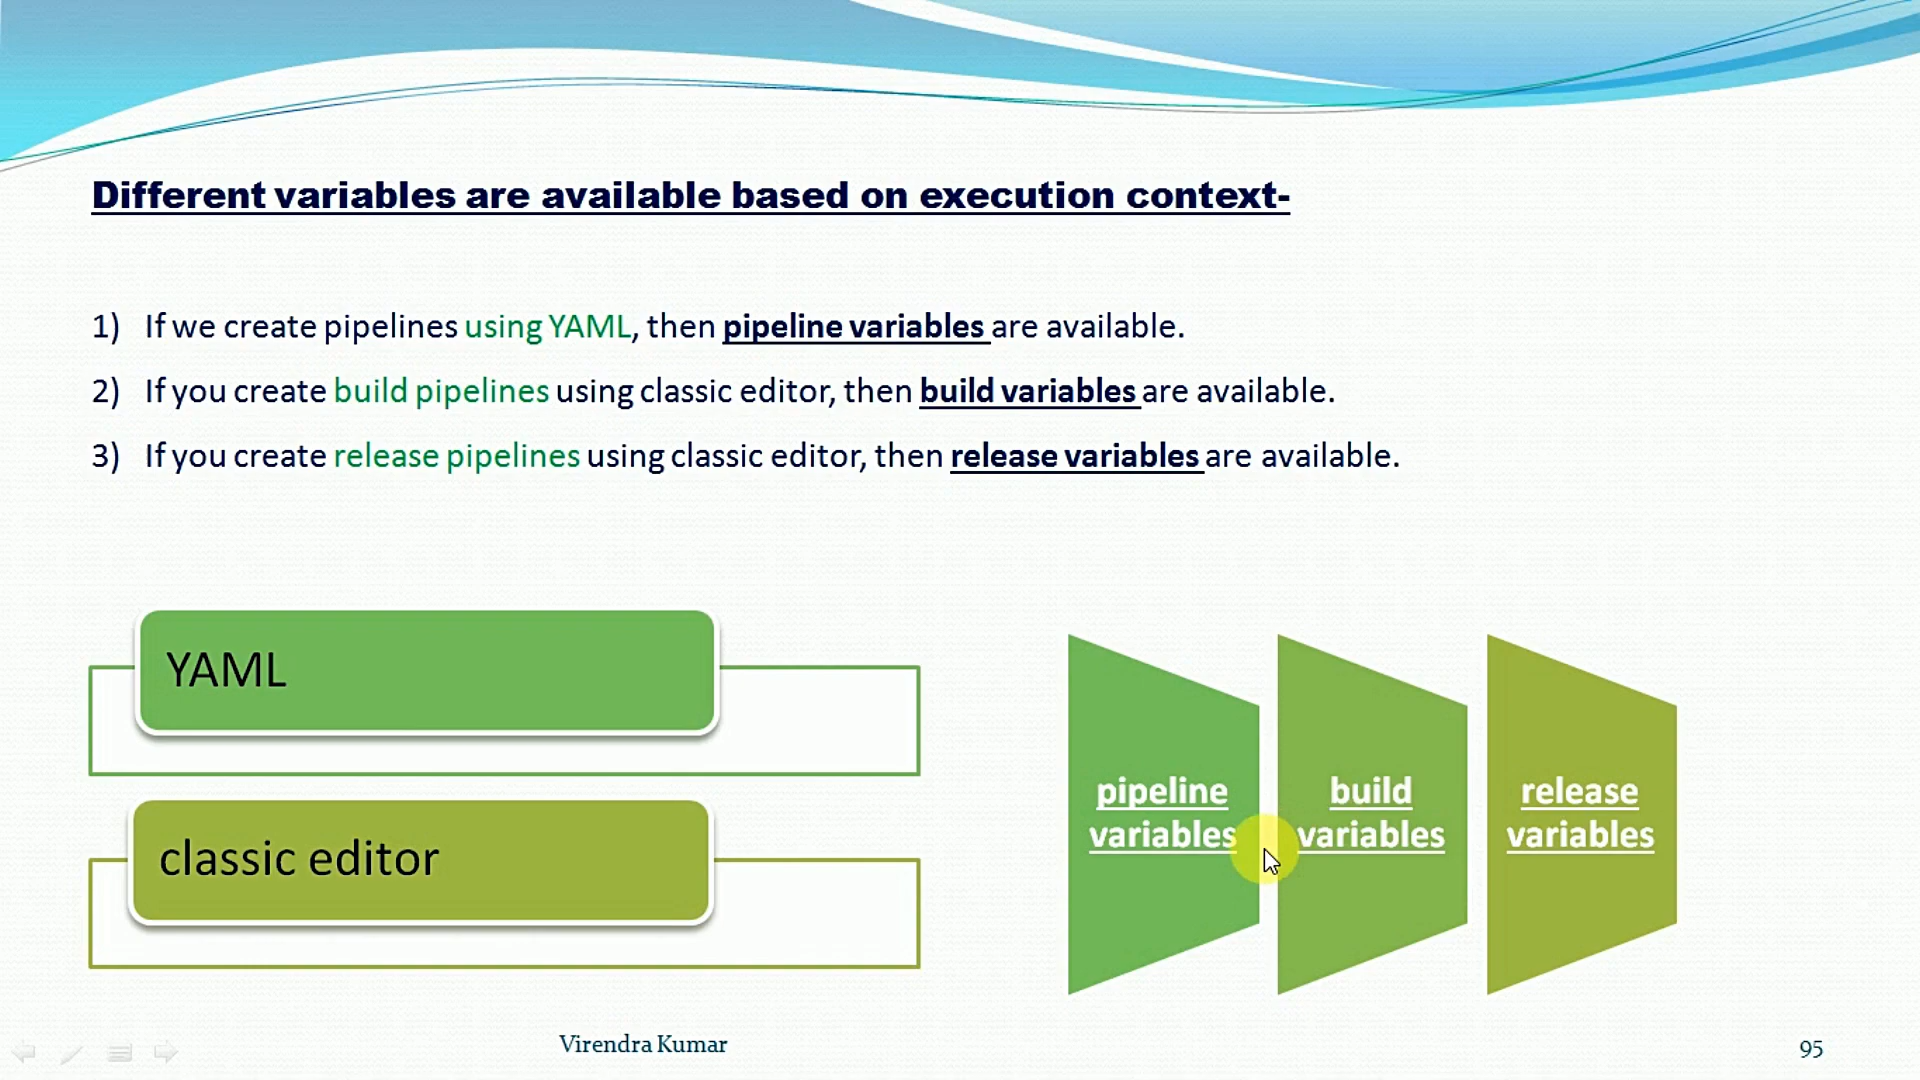 Different variables are available based on execution context-
1) If we create pipelines using YAML, then pipeline variables are available.
2) If you create build pipelines using classic editor, then build variables are available.
3) If you create release pipelines using classic editor, then release variables are available.
YAML
classic editor
pipeline
variables
build
variables
release
variables
Virendra Kumar
95